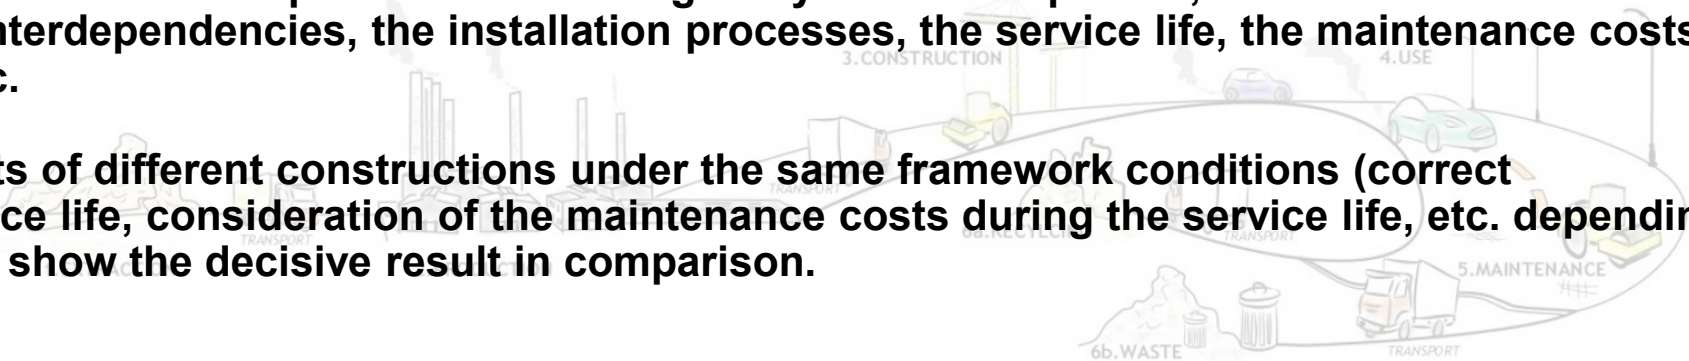 nterdependencies, the installation processes, the service life, the maintenance costs
c.
3.CONSTRUCTION
4.USE
ts of different constructions under the same framework conditions (correct
TRANSPORT
ce life, consideration of the maintenance costs during the service life, etc. dependin
TRANSPORT
TRANSPORT
show the decisive result in comparison.
5.MAINTENANCE
6b.WASTE
TRANSPORT